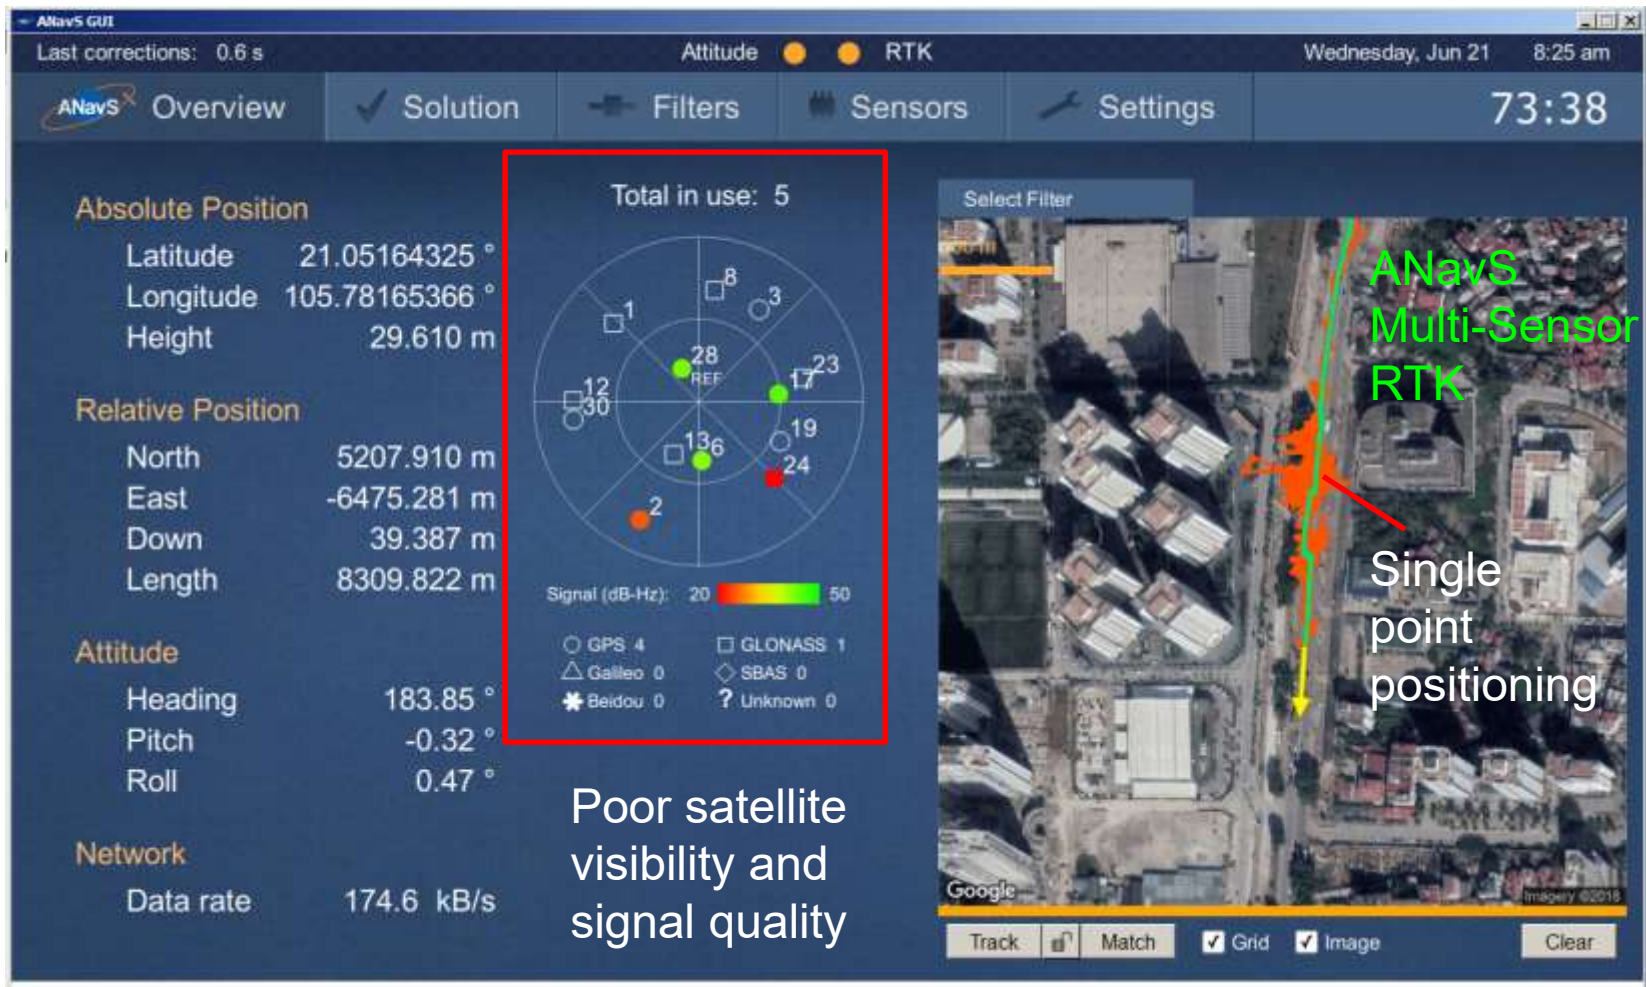 ANavS GUI
Last corrections: 0.6 s
Attitude
RTK
Wednesday, Jun 21
8:25 am
ANavS
Overview
Solution
Filters
Sensors
Settings
73:38
Absolute Position
Latitude 21.05164325 °
Longitude 105.78165366 °
Height 29.610 m
Relative Position
North 5207.910 m
East -6475.281 m
Down 39.387 m
Length 8309.822 m
Attitude
Heading 183.85 °
Pitch -0.32 °
Roll 0.47 °
Network
Data rate 174.6 kB/s
Total in use: 5
8
3
1
28
REF
23
17
12
30
19
13
6
24
2
Signal (dB-Hz): 20 50
GPS 4
GLONASS 1
Galileo 0
SBAS 0
Beidou 0
? Unknown 0
Poor satellite
visibility and
signal quality
Select Filter
ANavS
Multi-Sensor
RTK
Single
point
positioning
Google
Imagery ©2018
Track
Match
Grid
Image
Clear